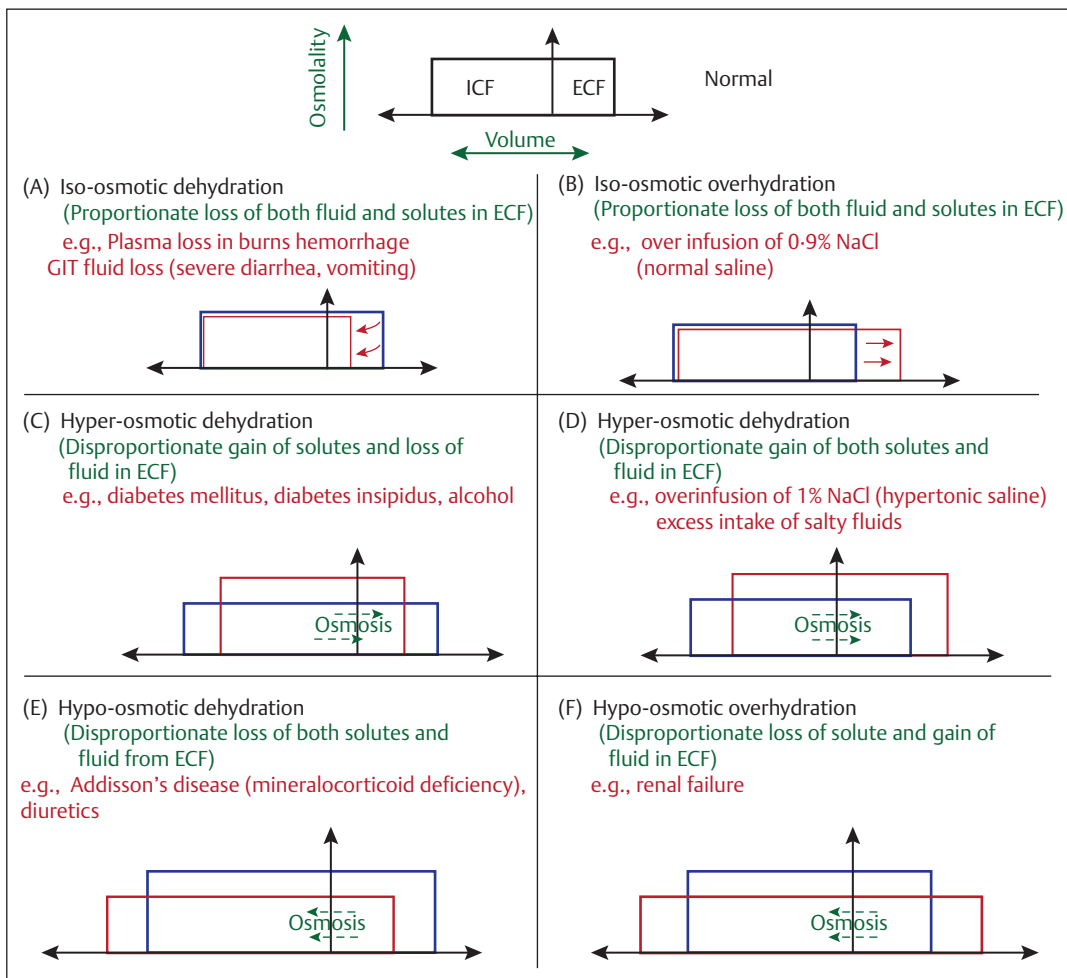 Osmolality
ICF
ECF
Normal
Volume
(A) Iso-osmotic dehydration
(Proportionate loss of both fluid and solutes in ECF)
e.g., Plasma loss in burns hemorrhage
GIT fluid loss (severe diarrhea, vomiting)
(B) Iso-osmotic overhydration
(Proportionate loss of both fluid and solutes in ECF)
e.g., over infusion of 0·9% NaCl
(normal saline)
(C) Hyper-osmotic dehydration
(Disproportionate gain of solutes and loss of
fluid in ECF)
e.g., diabetes mellitus, diabetes insipidus, alcohol
Osmosis
(D) Hyper-osmotic dehydration
(Disproportionate gain of both solutes and
fluid in ECF)
e.g., overinfusion of 1% NaCl (hypertonic saline)
excess intake of salty fluids
Osmosis
(E) Hypo-osmotic dehydration
(Disproportionate loss of both solutes and
fluid from ECF)
e.g., Addisson's disease (mineralocorticoid deficiency),
diuretics
Osmosis
(F) Hypo-osmotic overhydration
(Disproportionate loss of solute and gain of
fluid in ECF)
e.g., renal failure
Osmosis